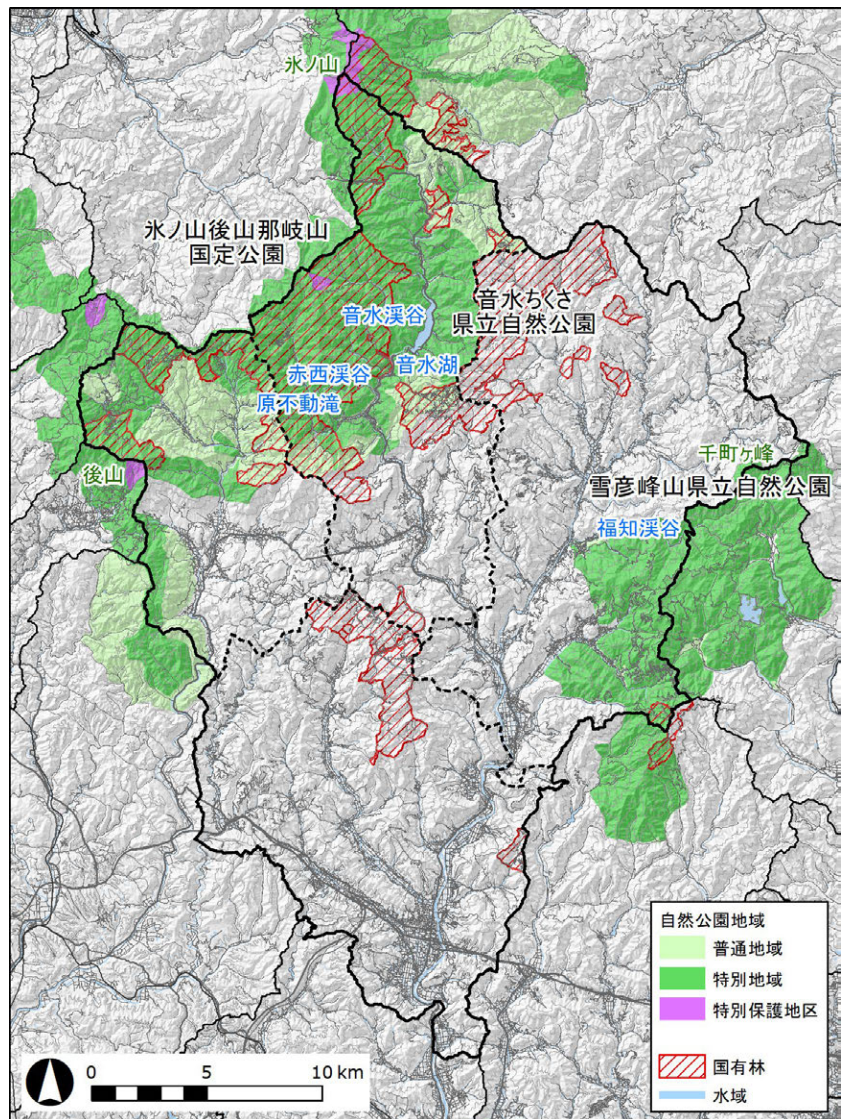 氷ノ山
氷ノ山後山那岐山
国定公園
音水渓谷
音水ちくさ
県立自然公園
音水湖
赤西渓谷
原不動滝
後山
千町ヶ峰
雪彦峰山県立自然公園
福知渓谷
自然公園地域
普通地域
特別地域
特別保護地区
国有林
水域
0 5 10 km